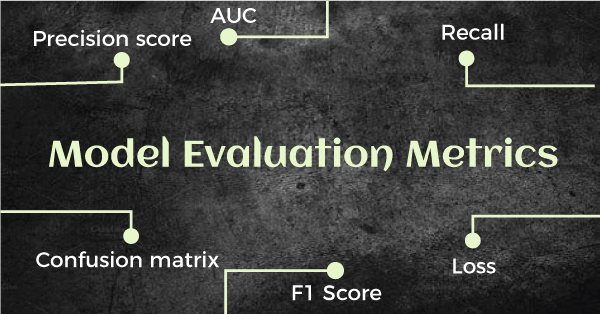 AUC
Precision score
Recall
Model Evaluation Metrics
Confusion matrix
Loss
F1 Score